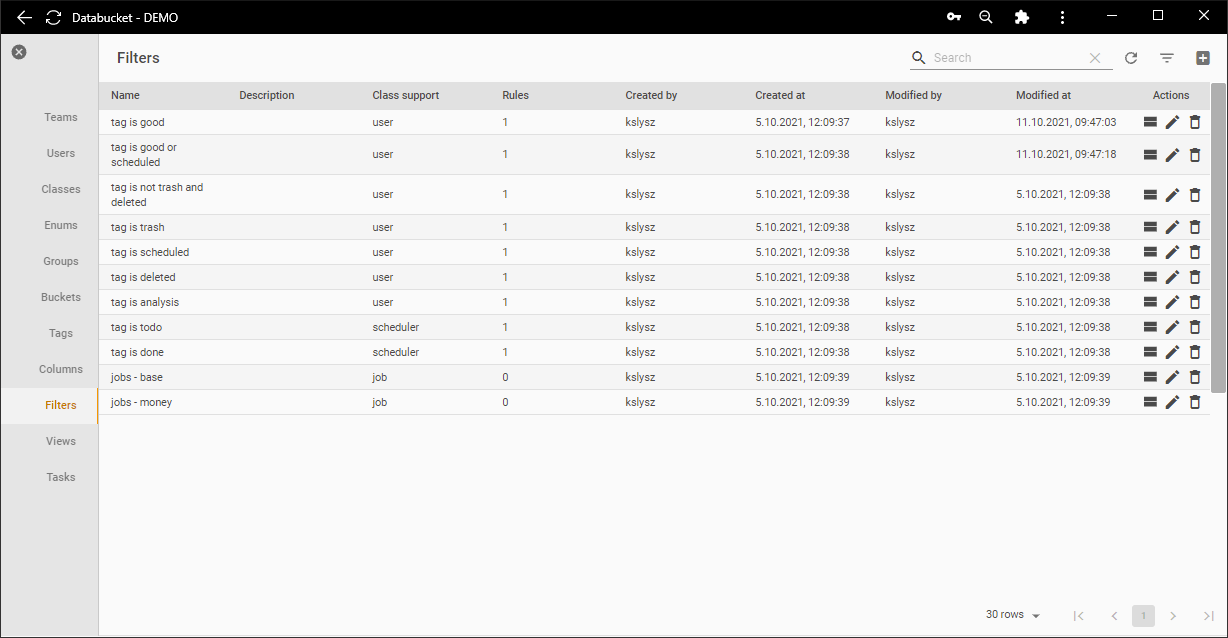 Databucket - DEMO
Filters
Search
Teams
Users
Classes
Enums
Groups
Buckets
Tags
Columns
Filters
Views
Tasks
Name Description Class support Rules Created by Created at Modified by Modified at Actions
tag is good user 1 kslysz 5.10.2021, 12:09:37 kslysz 11.10.2021, 09:47:03
tag is good or
scheduled user 1 kslysz 5.10.2021, 12:09:38 kslysz 11.10.2021, 09:47:18
tag is not trash and
deleted user 1 kslysz 5.10.2021, 12:09:38 kslysz 5.10.2021, 12:09:38
tag is trash user 1 kslysz 5.10.2021, 12:09:38 kslysz 5.10.2021, 12:09:38
tag is scheduled user 1 kslysz 5.10.2021, 12:09:38 kslysz 5.10.2021, 12:09:38
tag is deleted user 1 kslysz 5.10.2021, 12:09:38 kslysz 5.10.2021, 12:09:38
tag is analysis user 1 kslysz 5.10.2021, 12:09:38 kslysz 5.10.2021, 12:09:38
tag is todo scheduler 1 kslysz 5.10.2021, 12:09:38 kslysz 5.10.2021, 12:09:38
tag is done scheduler 1 kslysz 5.10.2021, 12:09:38 kslysz 5.10.2021, 12:09:38
jobs - base job 0 kslysz 5.10.2021, 12:09:39 kslysz 5.10.2021, 12:09:39
jobs - money job 0 kslysz 5.10.2021, 12:09:39 kslysz 5.10.2021, 12:09:39
30 rows 1